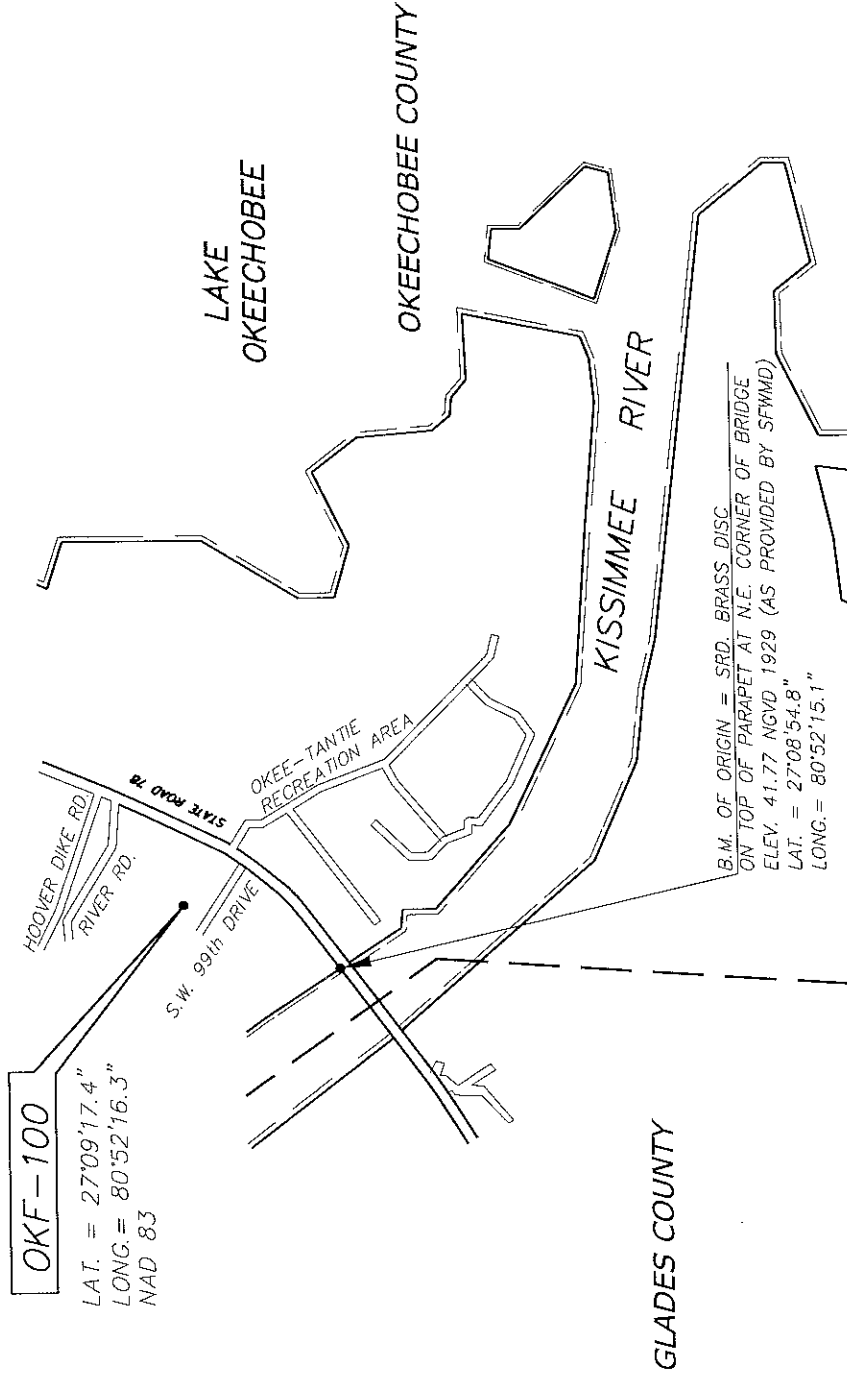 OKF-100
LAT. = 27°09'17.4"
LONG. = 80°52'16.3"
NAD 83
HOOVER DIKE RD.
RIVER RD.
STATE ROAD 78
S.W. 99th DRIVE
OKEE-TANTIE
RECREATION AREA
LAKE
OKEECHOBEE
OKEECHOBEE COUNTY
KISSIMMEE RIVER
GLADES COUNTY
B.M. OF ORIGIN = SRD. BRASS DISC
ON TOP OF PARAPET AT N.E. CORNER OF BRIDGE
ELEV. 41.77 NGVD 1929 (AS PROVIDED BY SFWMD)
LAT. = 27°08'54.8"
LONG. = 80°52'15.1"